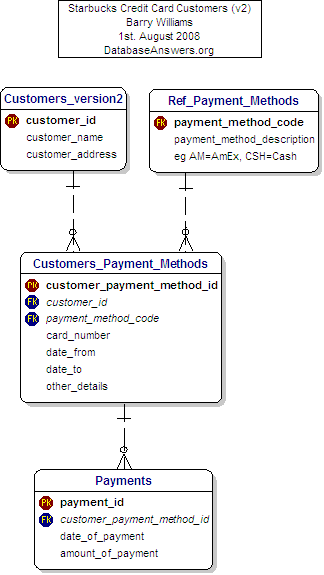 Starbucks Credit Card Customers (v2)
Barry Williams
1st. August 2008
DatabaseAnswers.org
Customers_version2
PK customer_id
customer_name
customer_address
Ref_Payment_Methods
FK payment_method_code
payment_method_description
eg AM=AmEx, CSH=Cash
Customers_Payment_Methods
PK customer_payment_method_id
FK customer_id
FK payment_method_code
card_number
date_from
date_to
other_details
Payments
PK payment_id
FK customer_payment_method_id
date_of_payment
amount_of_payment